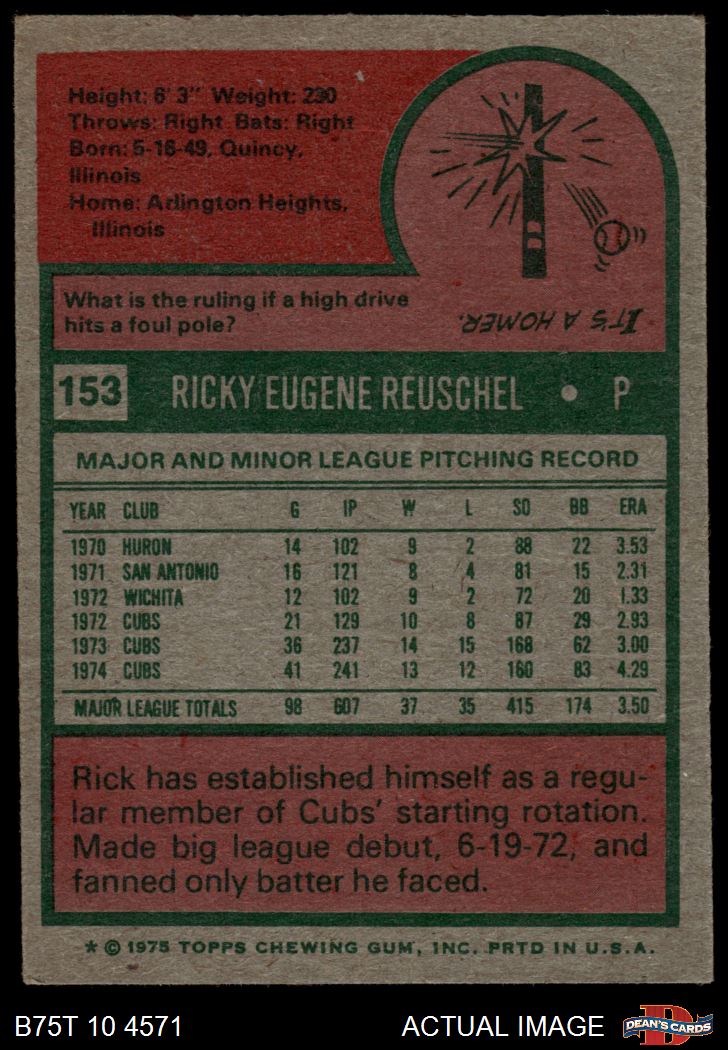 Height: 6' 3" Weight: 230
Throws: Right Bats: Right
Born: 5-16-49, Quincy,
Illinois
Home: Arlington Heights,
Illinois
What is the ruling if a high drive
hits a foul pole?
IT'S A HOMER.
153 RICKY EUGENE REUSCHEL • P
MAJOR AND MINOR LEAGUE PITCHING RECORD
YEAR CLUB G IP W L SO BB ERA
1970 HURON 14 102 9 2 88 22 3.53
1971 SAN ANTONIO 16 121 8 4 81 15 2.31
1972 WICHITA 12 102 9 2 72 20 1.33
1972 CUBS 21 129 10 8 87 29 2.93
1973 CUBS 36 237 14 15 168 62 3.00
1974 CUBS 41 241 13 12 160 83 4.29
MAJOR LEAGUE TOTALS 98 607 37 35 415 174 3.50
Rick has established himself as a regu-
lar member of Cubs' starting rotation.
Made big league debut, 6-19-72, and
fanned only batter he faced.
* © 1975 TOPPS CHEWING GUM, INC. PRTD IN U.S.A.
B75T 10 4571 ACTUAL IMAGE D DEAN'S CARDS